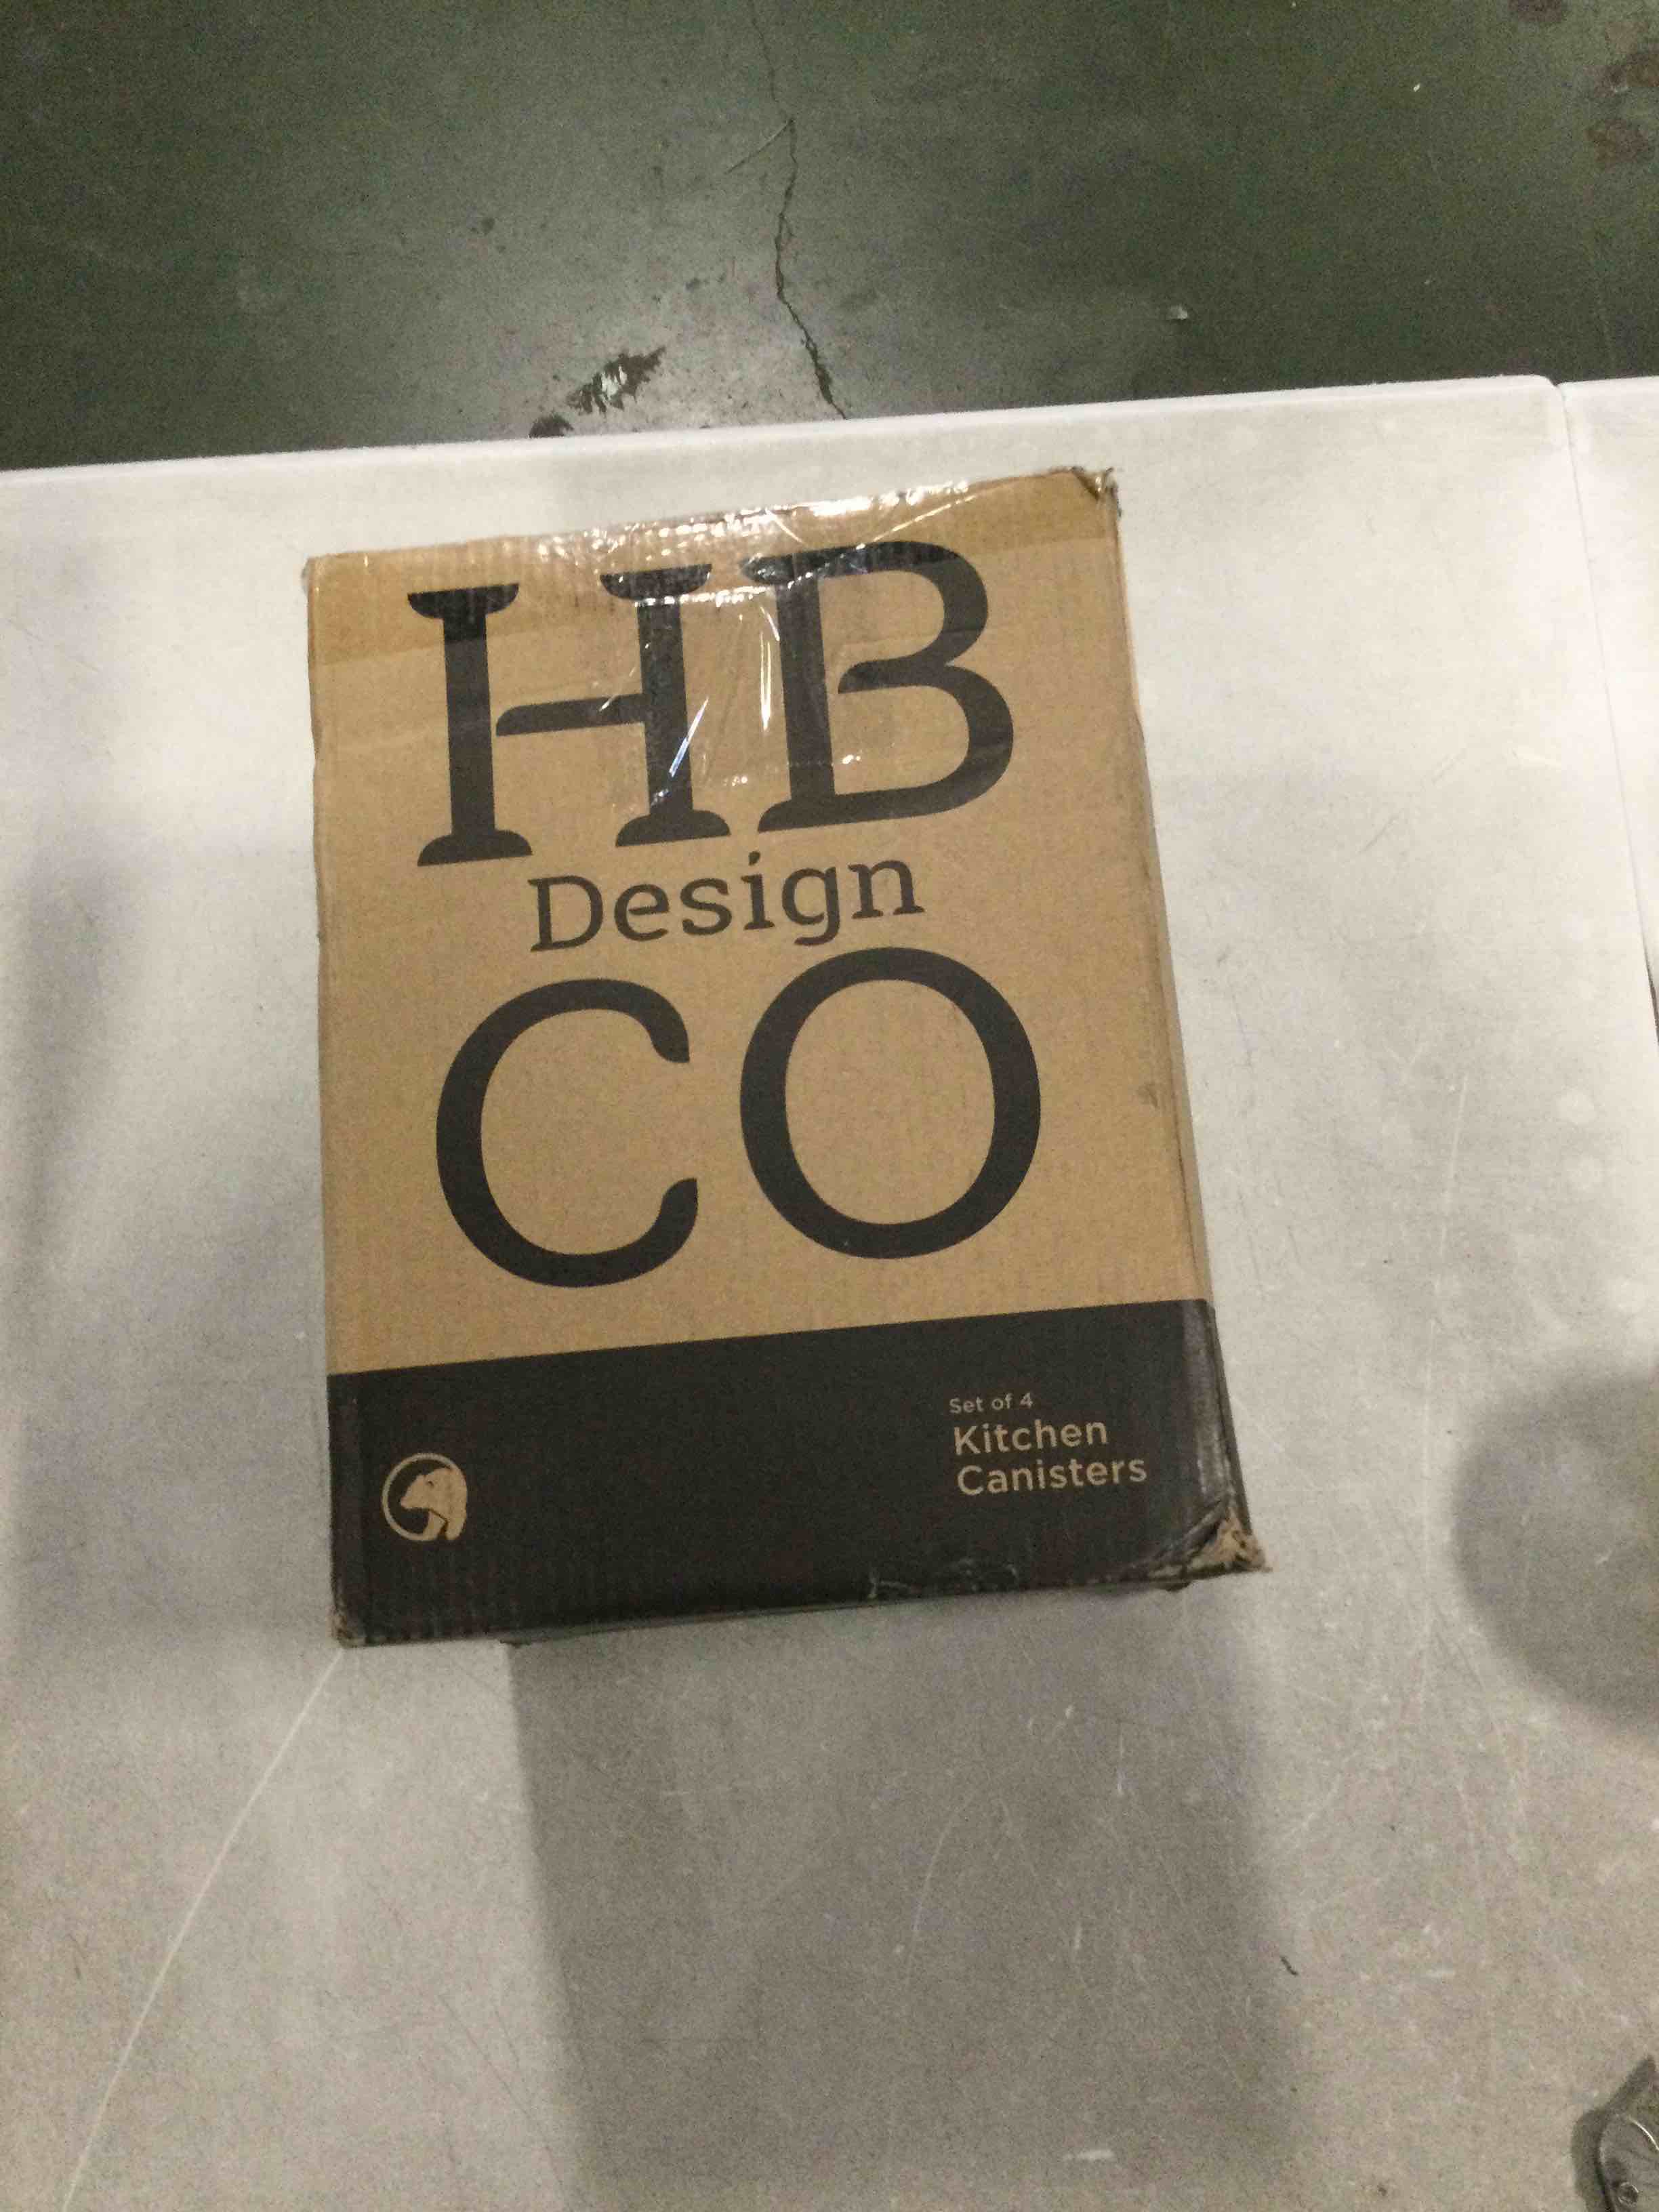 HB
Design
CO
Set of 4
Kitchen
Canisters